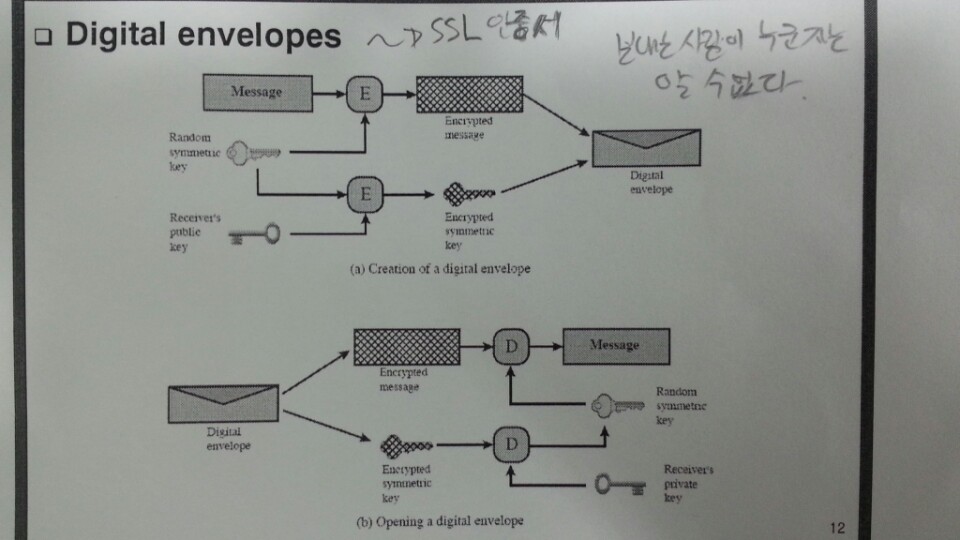 ❑ Digital envelopes ~→ SSL 인증서
보내는 사람이 누군지는
알 수 없다.
Message
E
Encrypted
message
Random
symmetric
key
Digital
envelope
E
Receiver's
public
key
Encrypted
symmetric
key
(a) Creation of a digital envelope
D
Message
Encrypted
message
Random
symmetric
key
Digital
envelope
D
Encrypted
symmetric
key
Receiver's
private
key
(b) Opening a digital envelope
12